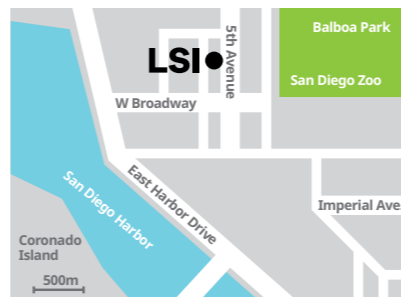 Balboa Park
5th Avenue
LSI
San Diego Zoo
W Broadway
East Harbor Drive
San Diego Harbor
Imperial Ave
Coronado
Island
500m